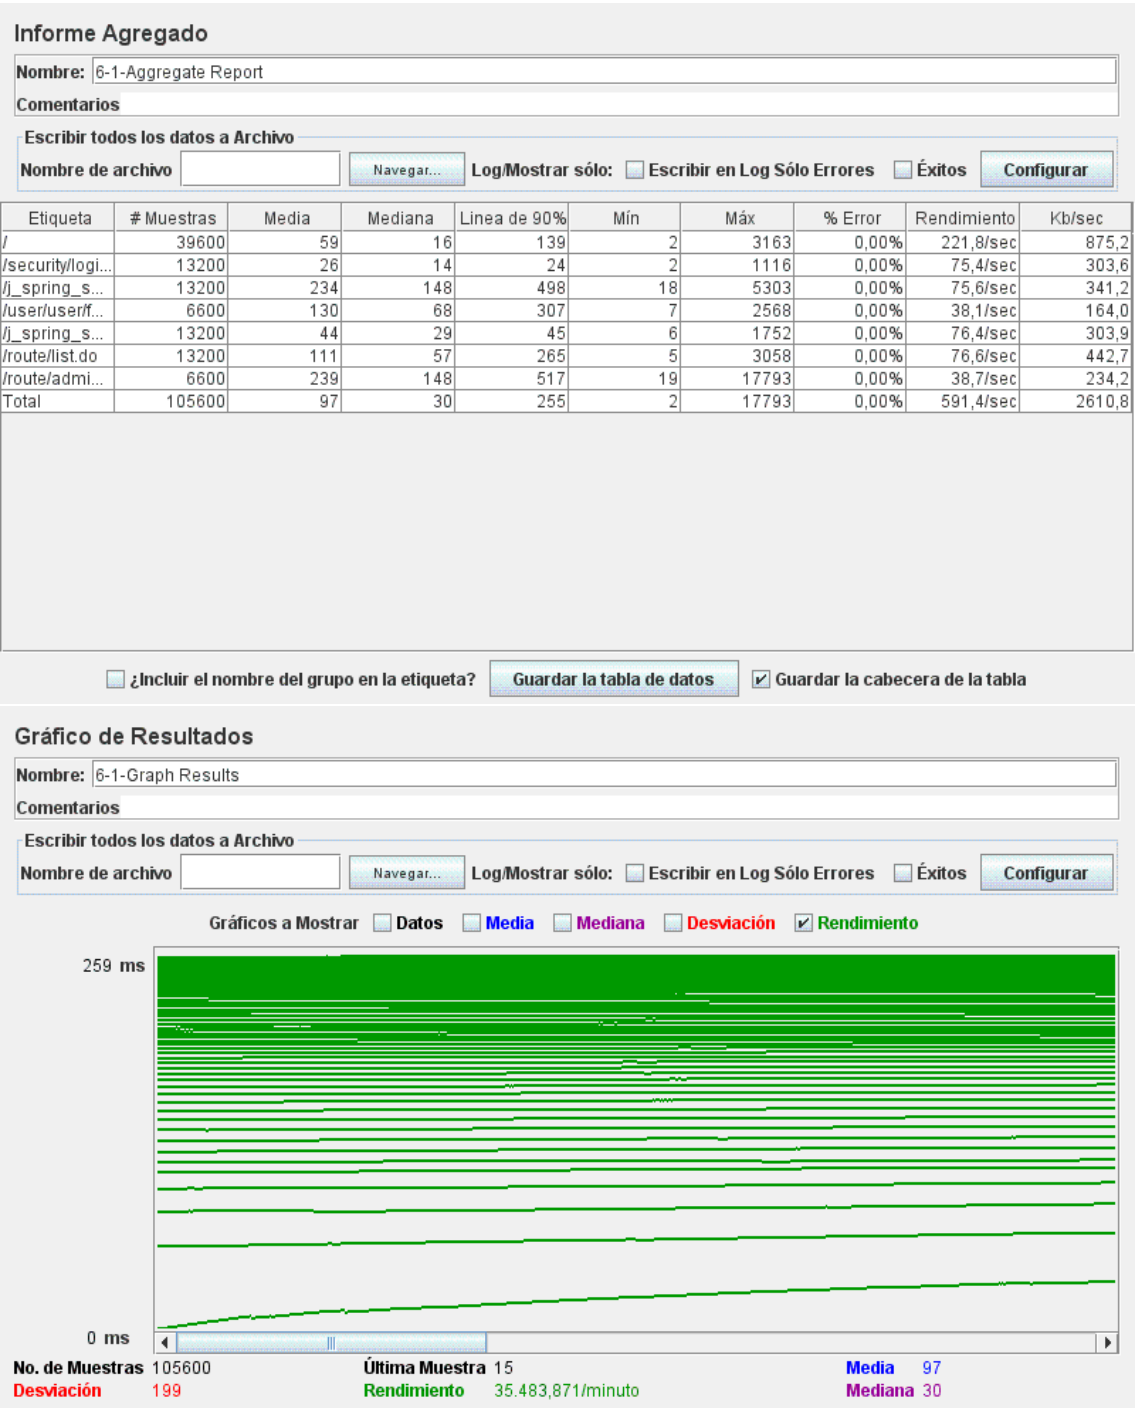 Informe Agregado
Nombre: 6-1-Aggregate Report
Comentarios
Escribir todos los datos a Archivo
Nombre de archivo Navegar... Log/Mostrar sólo: Escribir en Log Sólo Errores Éxitos Configurar
Etiqueta # Muestras Media Mediana Linea de 90% Mín Máx % Error Rendimiento Kb/sec
/ 39600 59 16 139 2 3163 0,00% 221,8/sec 875,2
/security/logi... 13200 26 14 24 2 1116 0,00% 75,4/sec 303,6
/j_spring_s... 13200 234 148 498 18 5303 0,00% 75,6/sec 341,2
/user/user/f... 6600 130 68 307 7 2568 0,00% 38,1/sec 164,0
/j_spring_s... 13200 44 29 45 6 1752 0,00% 76,4/sec 303,9
/route/list.do 13200 111 57 265 5 3058 0,00% 76,6/sec 442,7
/route/admi... 6600 239 148 517 19 17793 0,00% 38,7/sec 234,2
Total 105600 97 30 255 2 17793 0,00% 591,4/sec 2610,8
¿Incluir el nombre del grupo en la etiqueta? Guardar la tabla de datos Guardar la cabecera de la tabla
Gráfico de Resultados
Nombre: 6-1-Graph Results
Comentarios
Escribir todos los datos a Archivo
Nombre de archivo Navegar... Log/Mostrar sólo: Escribir en Log Sólo Errores Éxitos Configurar
Gráficos a Mostrar Datos Media Mediana Desviación Rendimiento
259 ms
0 ms
No. de Muestras 105600 Última Muestra 15 Media 97
Desviación 199 Rendimiento 35.483,871/minuto Mediana 30